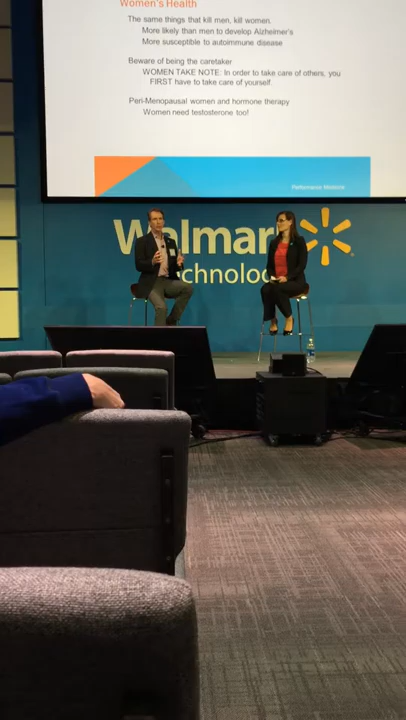 Women's Health
The same things that kill men, kill women.
More likely than men to develop Alzheimer's
More susceptible to autoimmune disease
Beware of being the caretaker
WOMEN TAKE NOTE: In order to take care of others, you
FIRST have to take care of yourself.
Peri-Menopausal women and hormone therapy
Women need testosterone too!
Performance Medicine
Walmart
Technology